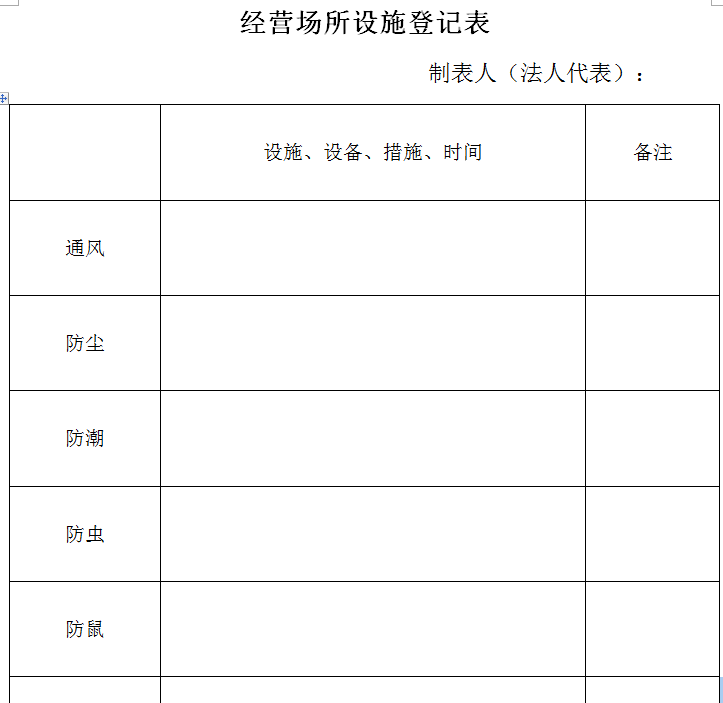 经营场所设施登记表
制表人（法人代表）：
设施、设备、措施、时间 备注
通风
防尘
防潮
防虫
防鼠